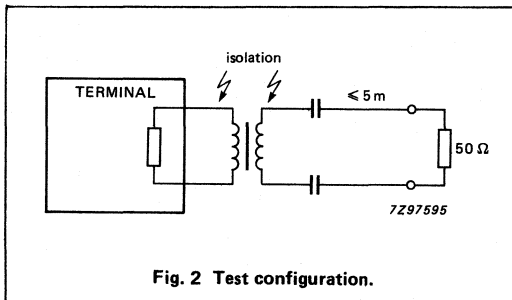 isolation
TERMINAL
≤ 5 m
50 Ω
7Z97595
Fig. 2 Test configuration.